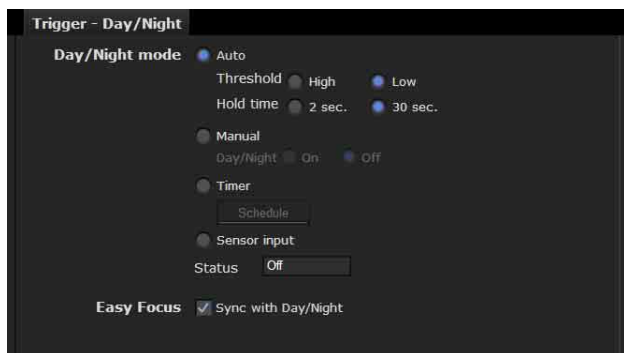 Trigger - Day/Night
Day/Night mode Auto
Threshold High Low
Hold time 2 sec. 30 sec.
Manual
Day/Night On Off
Timer
Schedule
Sensor input
Status Off
Easy Focus Sync with Day/Night